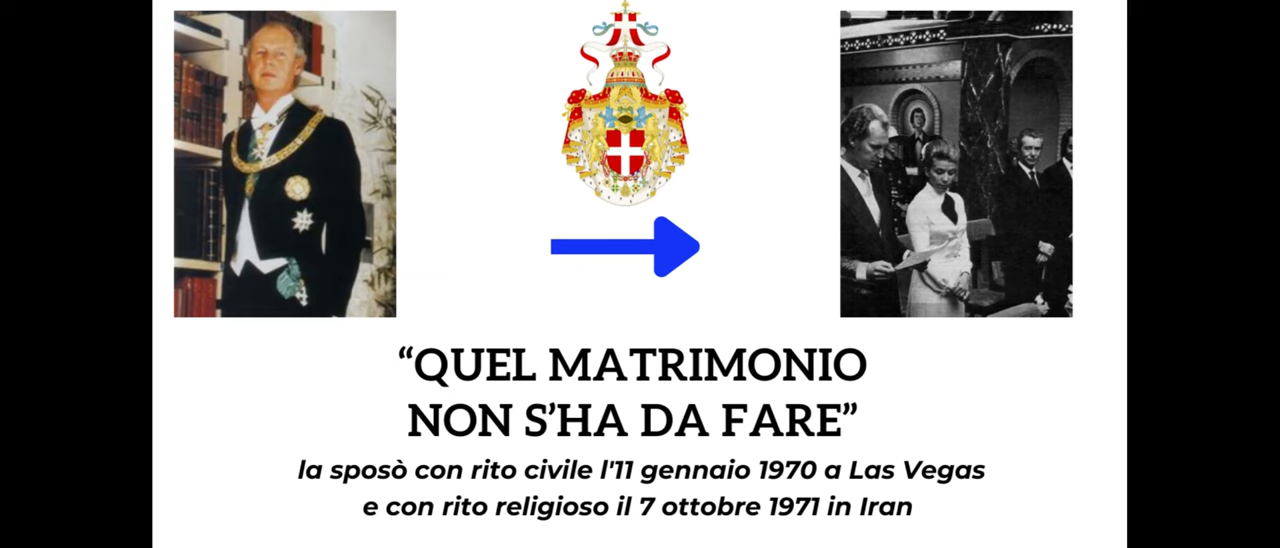 “QUEL MATRIMONIO
NON S’HA DA FARE”
la sposò con rito civile l'11 gennaio 1970 a Las Vegas
e con rito religioso il 7 ottobre 1971 in Iran